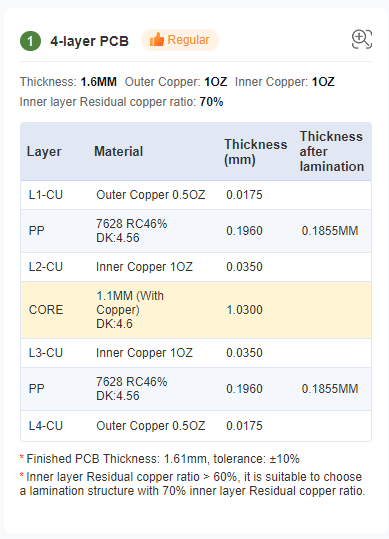 1 4-layer PCB Regular
Thickness: 1.6MM Outer Copper: 1OZ Inner Copper: 1OZ
Inner layer Residual copper ratio: 70%
Layer Material Thickness (mm) Thickness after lamination
L1-CU Outer Copper 0.5OZ 0.0175
PP 7628 RC46% DK:4.56 0.1960 0.1855MM
L2-CU Inner Copper 1OZ 0.0350
CORE 1.1MM (With Copper) DK:4.6 1.0300
L3-CU Inner Copper 1OZ 0.0350
PP 7628 RC46% DK:4.56 0.1960 0.1855MM
L4-CU Outer Copper 0.5OZ 0.0175
* Finished PCB Thickness: 1.61mm, tolerance: ±10%
* Inner layer Residual copper ratio > 60%, it is suitable to choose
a lamination structure with 70% inner layer Residual copper ratio.